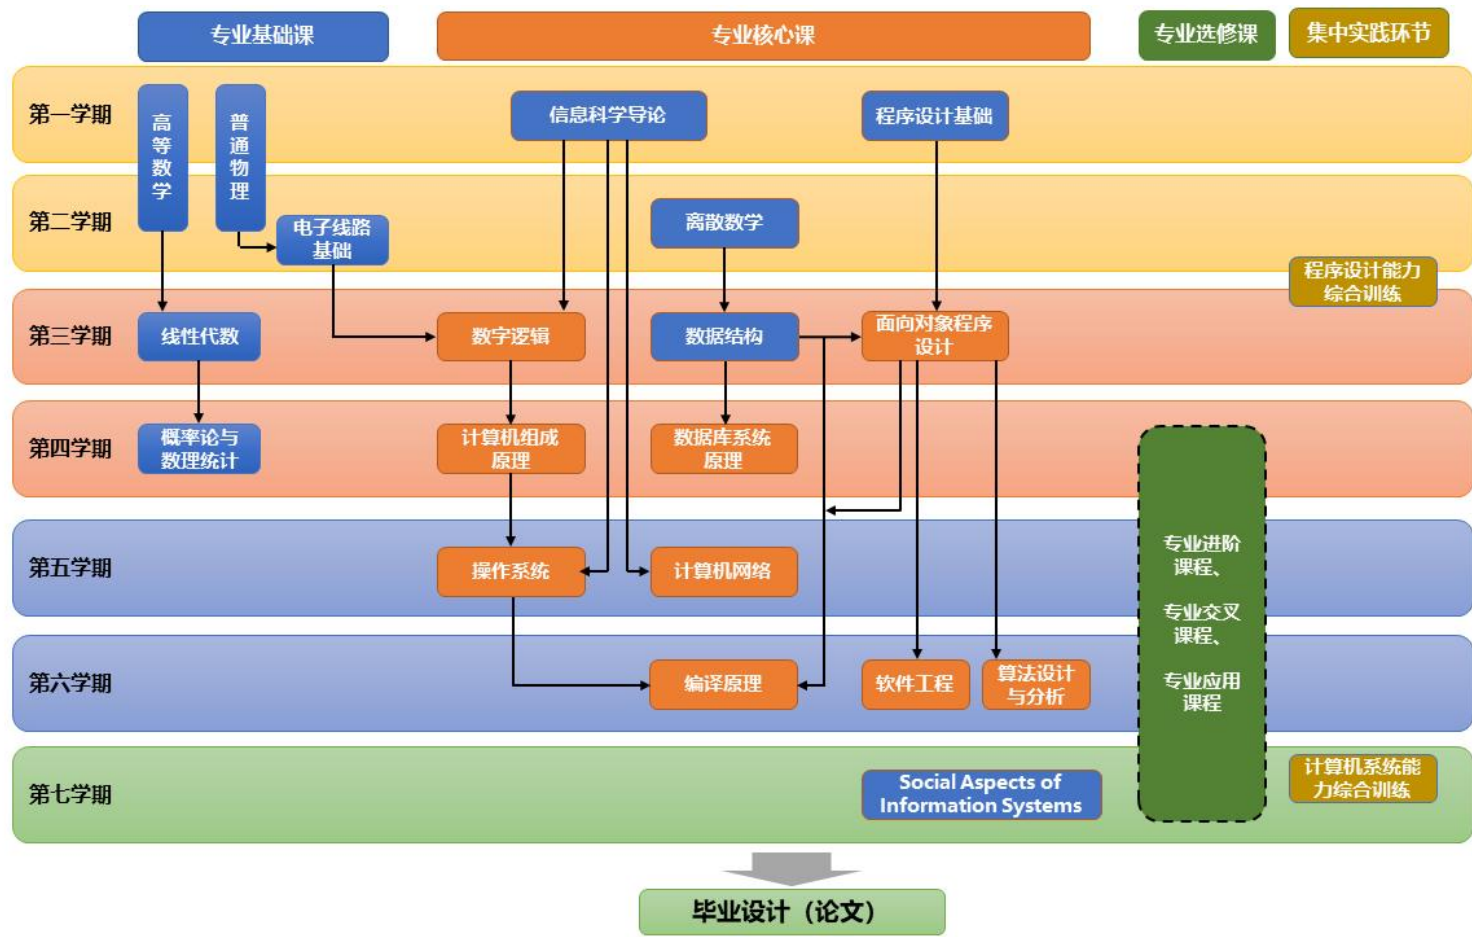 专业基础课
专业核心课
专业选修课
集中实践环节
第一学期
高
等
数
学
普
通
物
理
信息科学导论
程序设计基础
第二学期
电子线路
基础
离散数学
程序设计能力
综合训练
第三学期
线性代数
数字逻辑
数据结构
面向对象程序
设计
第四学期
概率论与
数理统计
计算机组成
原理
数据库系统
原理
第五学期
操作系统
计算机网络
专业进阶
课程、
专业交叉
课程、
专业应用
课程
第六学期
编译原理
软件工程
算法设计
与分析
第七学期
Social Aspects of
Information Systems
计算机系统能
力综合训练
毕业设计（论文）